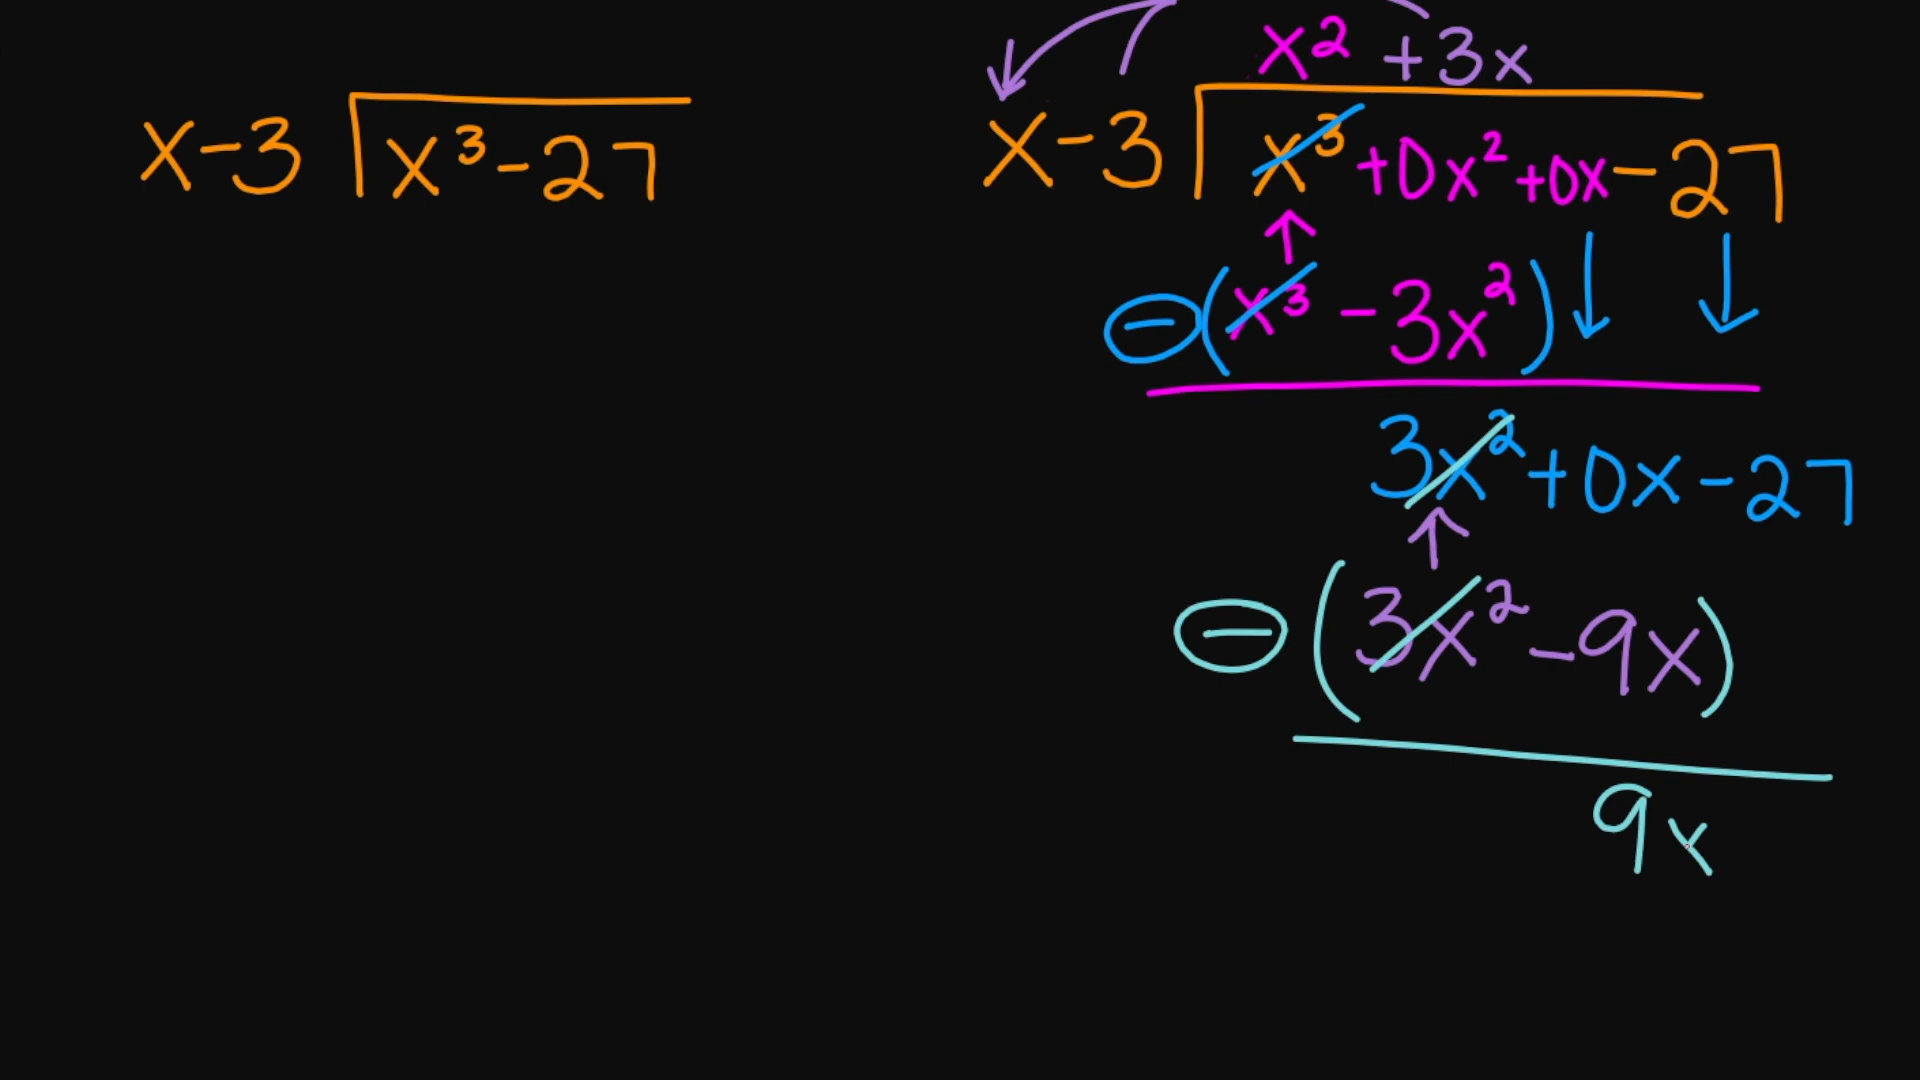 x-3 x³-27
x² +3x
x-3 x³+0x²+0x-27
-(x³-3x²)
3x²+0x-27
-(3x²-9x)
9x